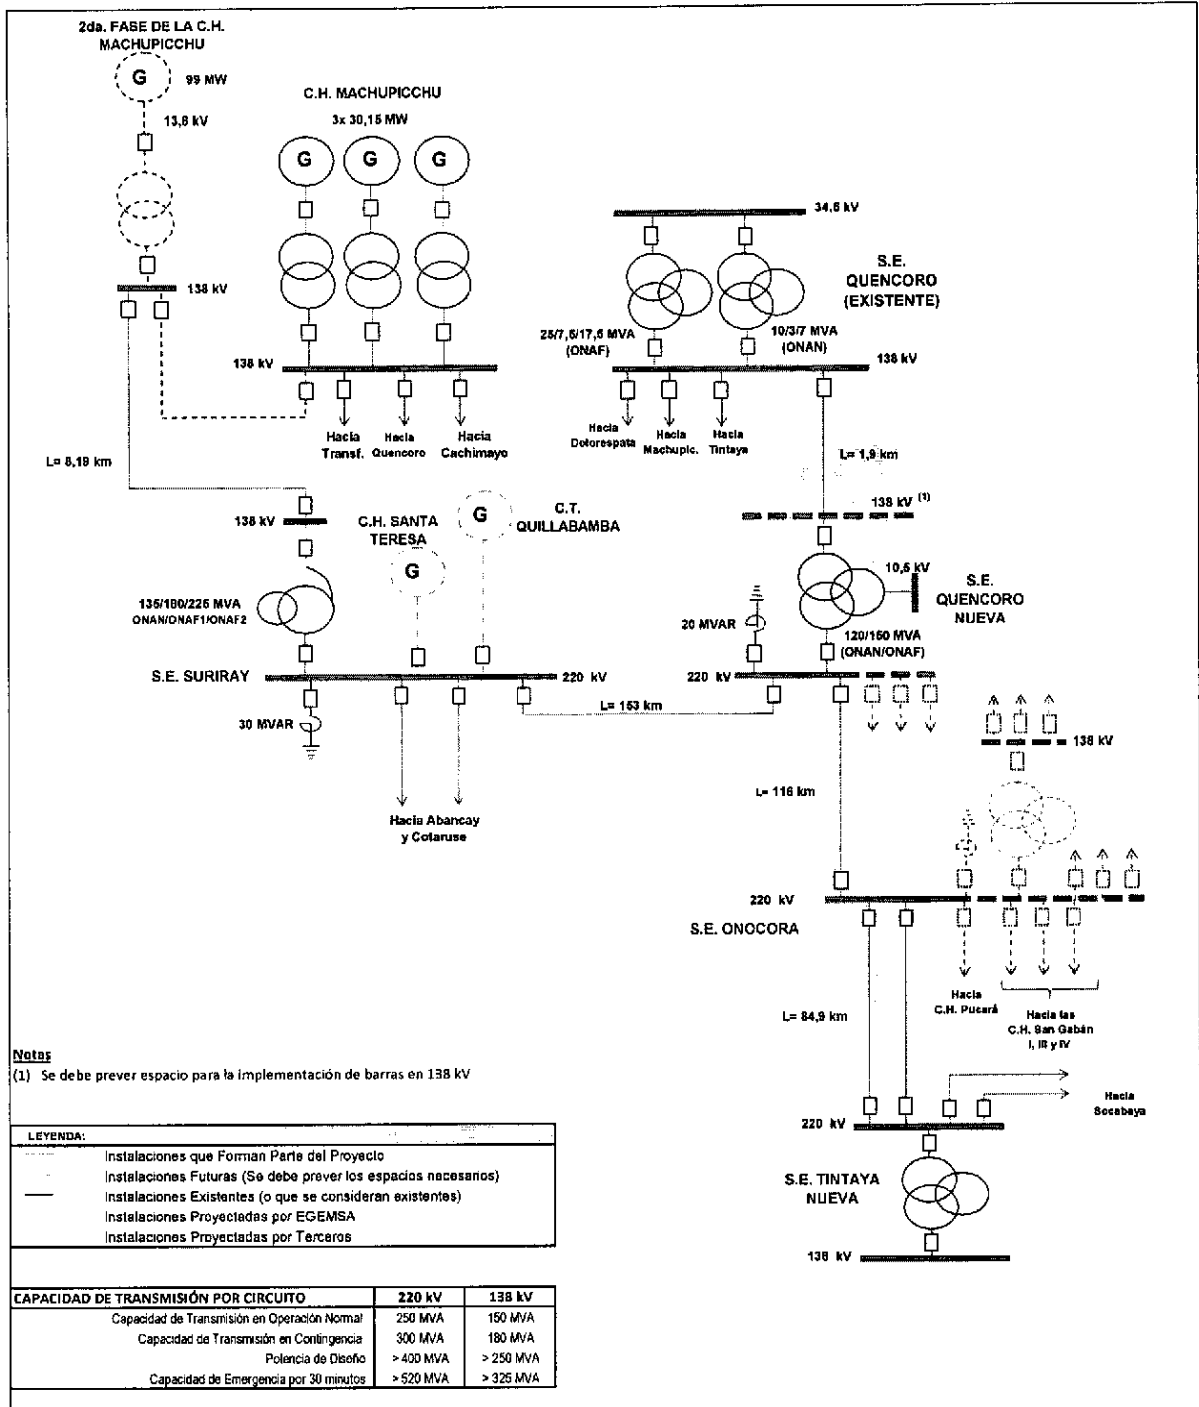 2da. FASE DE LA C.H.
MACHUPICCHU
G
99 MW
13,8 kV
138 kV
C.H. MACHUPICCHU
3x 30,15 MW
G
G
G
138 kV
Hacia
Transf.
Hacia
Quencoro
Hacia
Cachimayo
L= 8,19 km
138 kV
135/180/225 MVA
ONAN/ONAF1/ONAF2
C.H. SANTA
TERESA
G
C.T.
QUILLABAMBA
G
S.E. SURIRAY
220 kV
30 MVAR
Hacia Abancay
y Cotaruse
L= 153 km
34,5 kV
S.E.
QUENCORO
(EXISTENTE)
25/7,5/17,5 MVA
(ONAF)
10/3/7 MVA
(ONAN)
138 kV
Hacia
Dolorespata
Hacia
Machupic.
Hacia
Tintaya
L= 1,9 km
138 kV (1)
10,5 kV
S.E.
QUENCORO
NUEVA
20 MVAR
120/150 MVA
(ONAN/ONAF)
220 kV
L= 116 km
138 kV
220 kV
S.E. ONOCORA
Hacia
C.H. Pucará
Hacia las
C.H. San Gabán
I, III y IV
L= 84,9 km
Hacia
Socabaya
220 kV
S.E. TINTAYA
NUEVA
138 kV
Notas
(1) Se debe prever espacio para la implementación de barras en 138 kV
LEYENDA:
Instalaciones que Forman Parte del Proyecto
Instalaciones Futuras (Se debe prever los espacios necesarios)
Instalaciones Existentes (o que se consideran existentes)
Instalaciones Proyectadas por EGEMSA
Instalaciones Proyectadas por Terceros
CAPACIDAD DE TRANSMISIÓN POR CIRCUITO 220 kV 138 kV
Capacidad de Transmisión en Operación Normal 250 MVA 150 MVA
Capacidad de Transmisión en Contingencia 300 MVA 180 MVA
Potencia de Diseño > 400 MVA > 250 MVA
Capacidad de Emergencia por 30 minutos > 520 MVA > 325 MVA